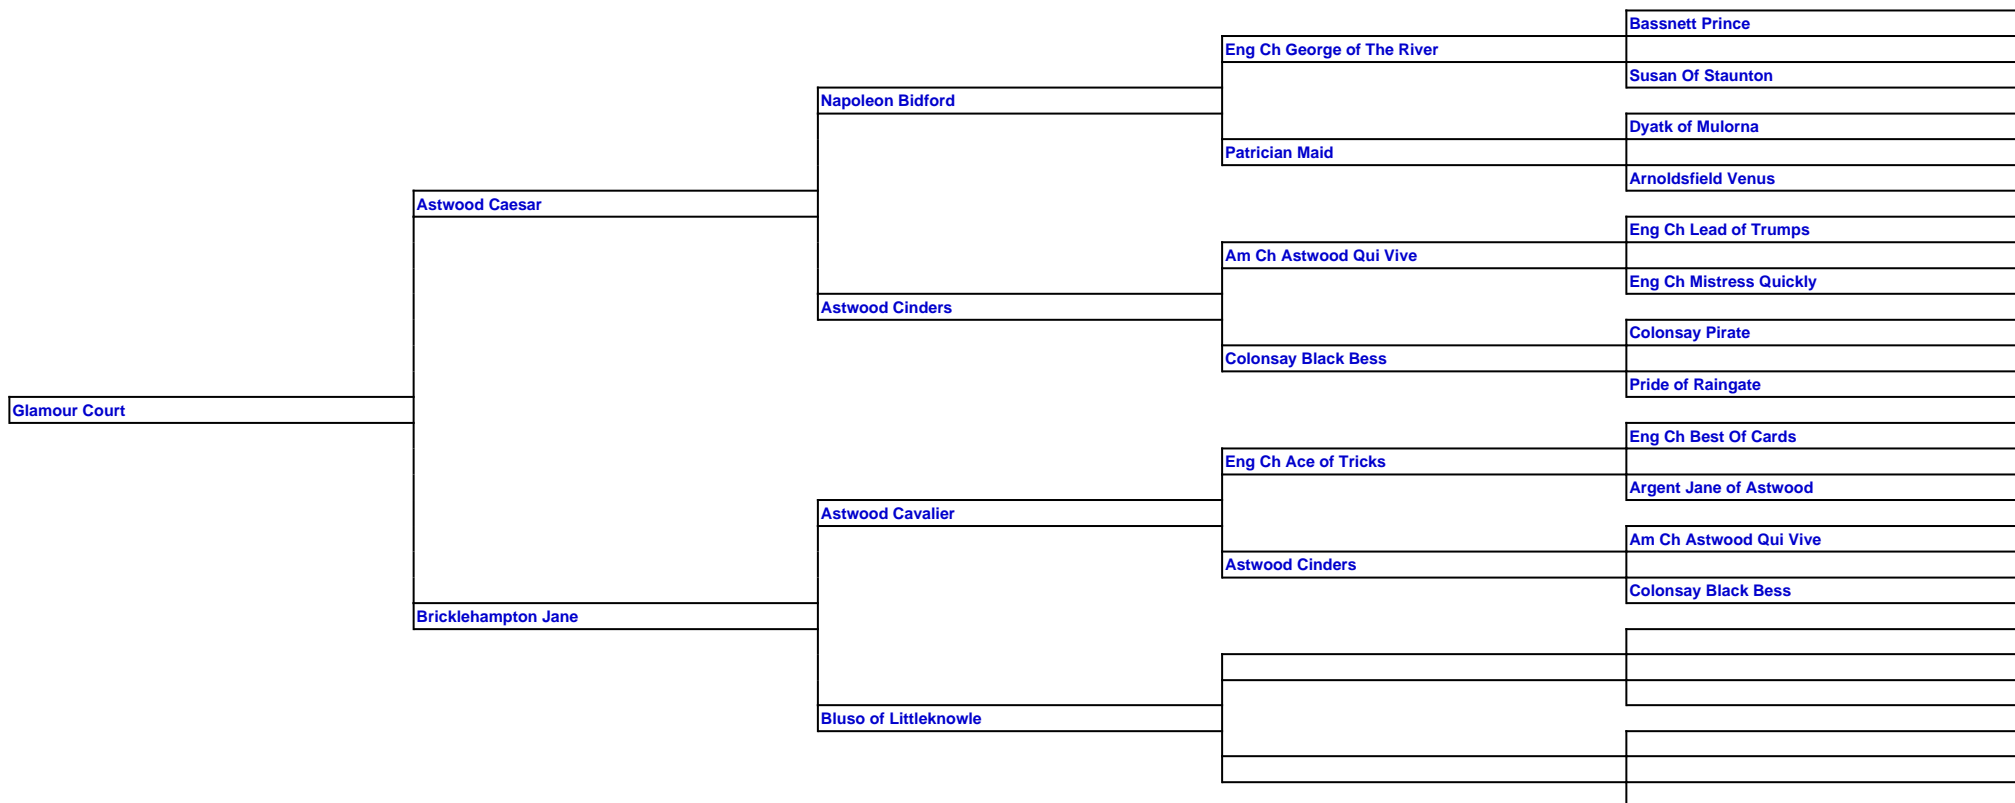 Bassnett Prince
Eng Ch George of The River
Susan Of Staunton
Napoleon Bidford
Dyatk of Mulorna
Patrician Maid
Arnoldsfield Venus
Astwood Caesar
Eng Ch Lead of Trumps
Am Ch Astwood Qui Vive
Eng Ch Mistress Quickly
Astwood Cinders
Colonsay Pirate
Colonsay Black Bess
Pride of Raingate
Glamour Court
Eng Ch Best Of Cards
Eng Ch Ace of Tricks
Argent Jane of Astwood
Astwood Cavalier
Am Ch Astwood Qui Vive
Astwood Cinders
Colonsay Black Bess
Bricklehampton Jane
Bluso of Littleknowle